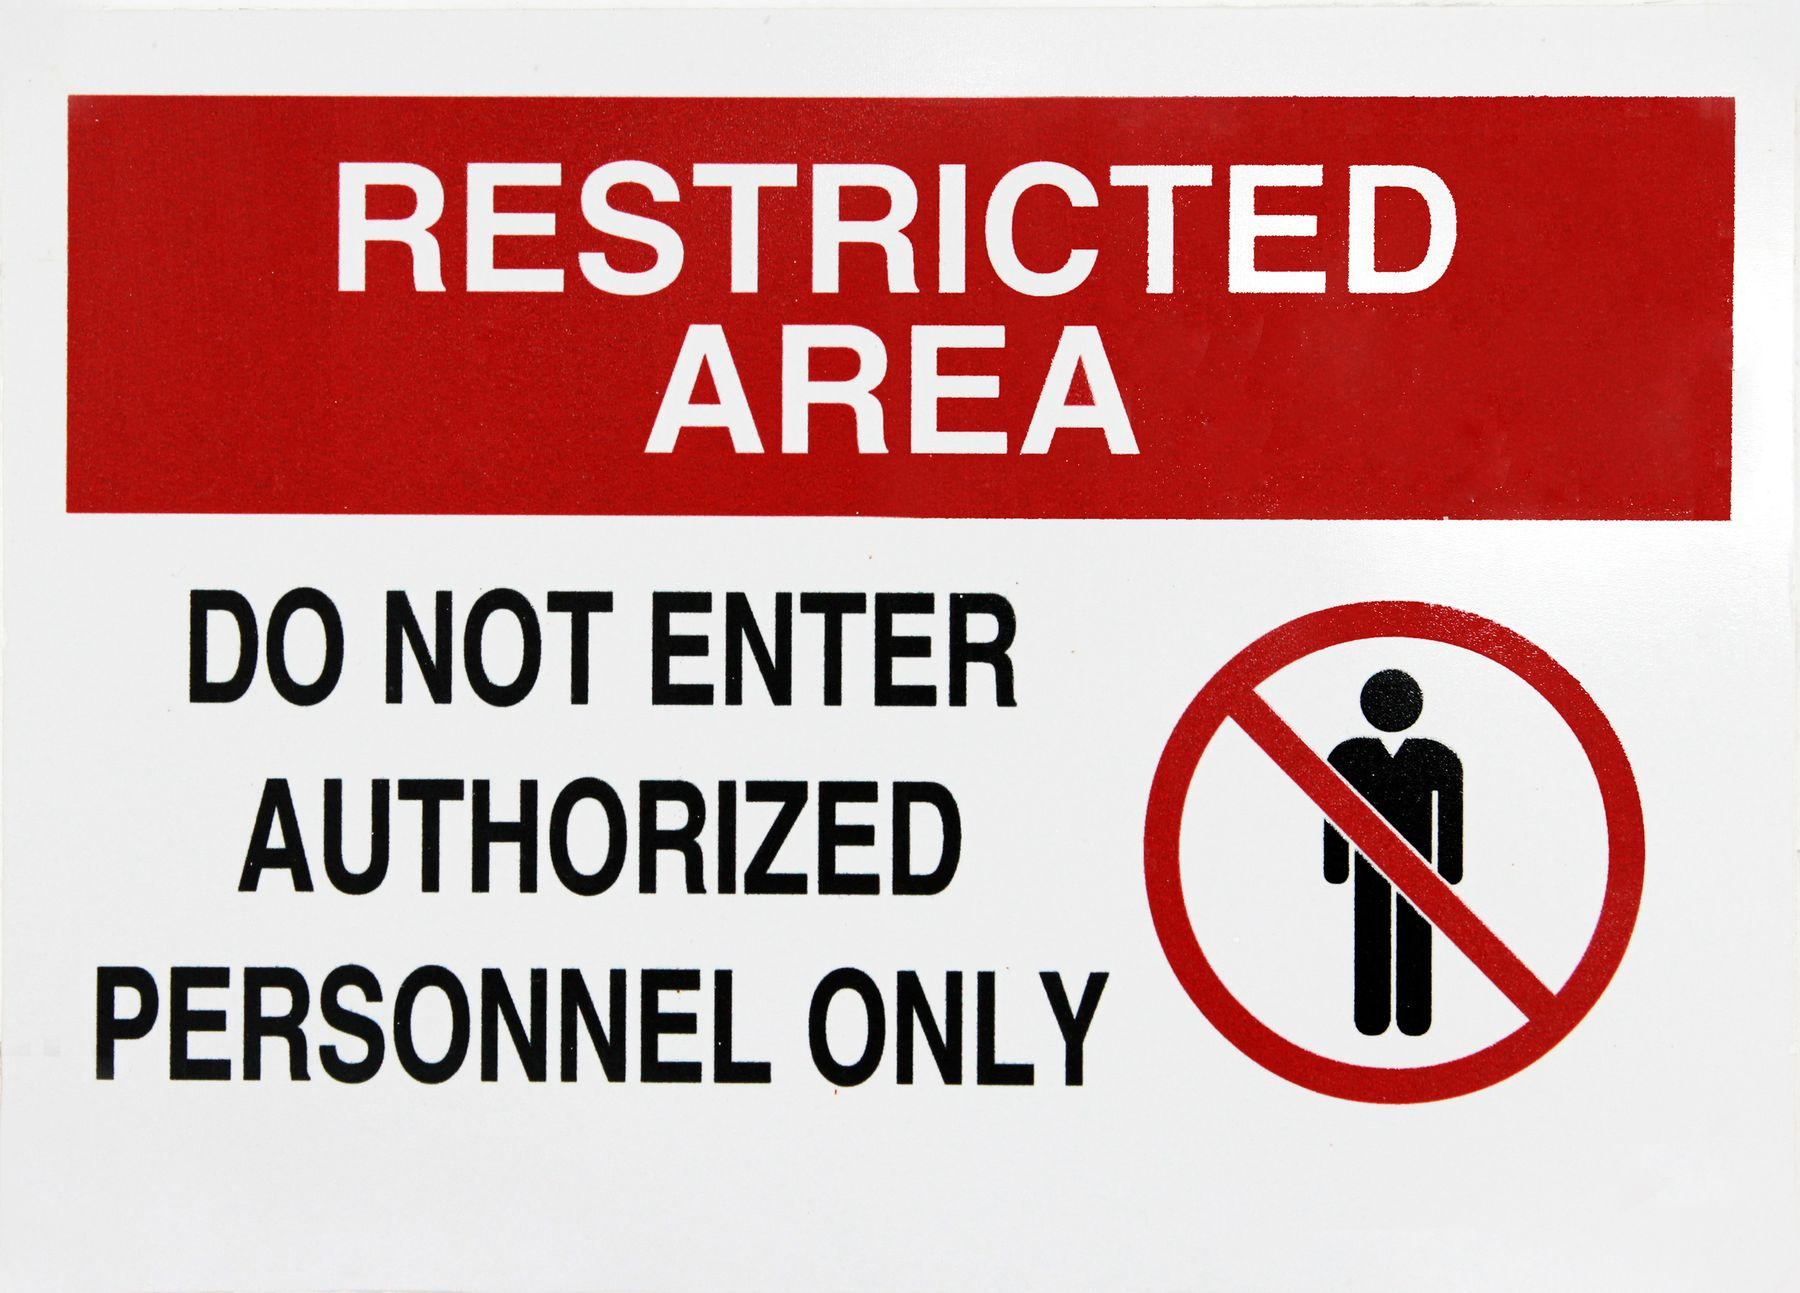 RESTRICTED
AREA
DO NOT ENTER
AUTHORIZED
PERSONNEL ONLY